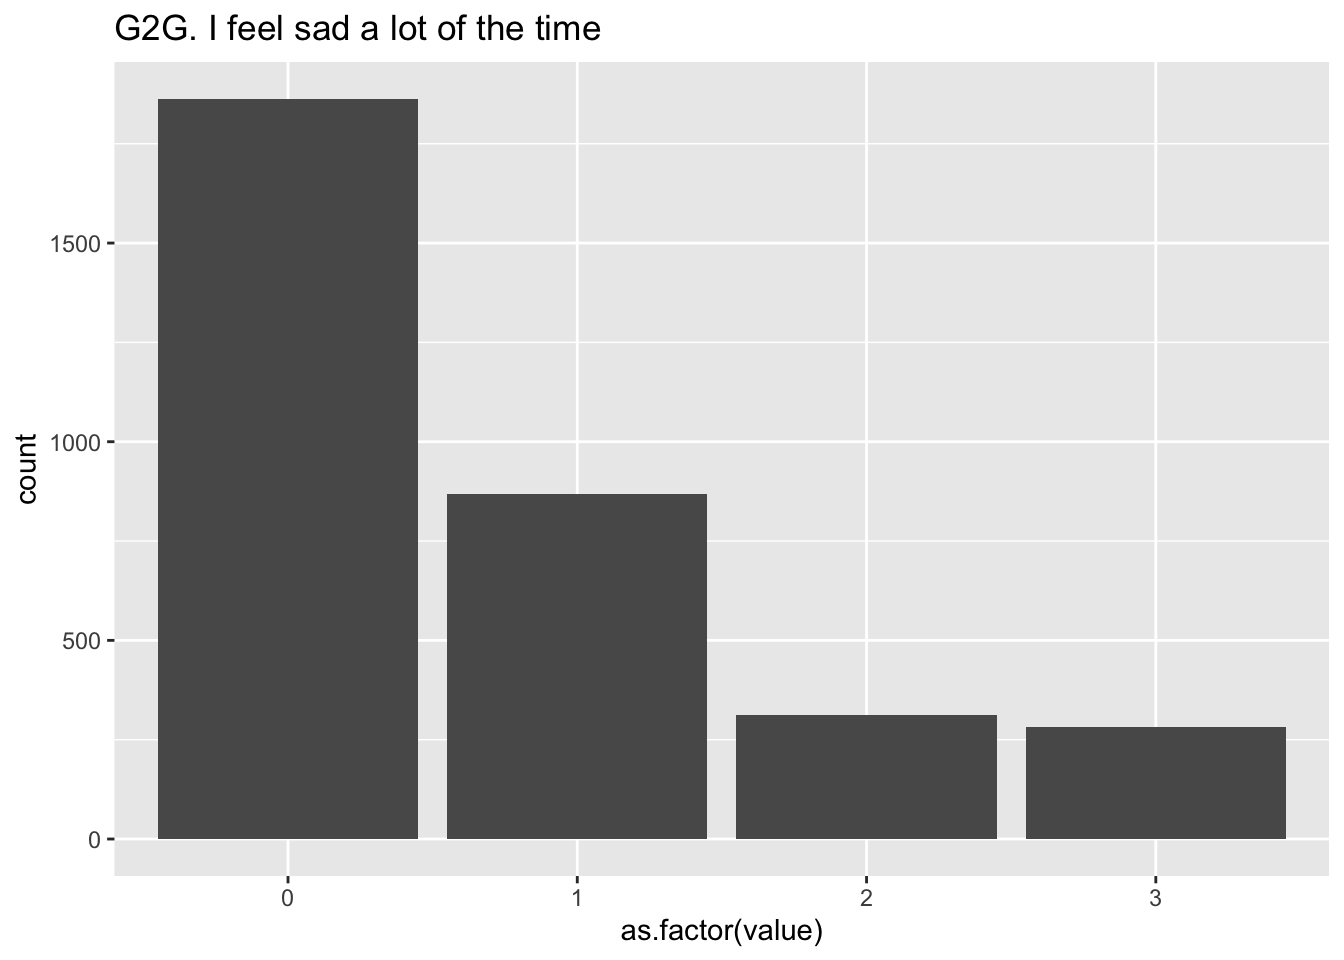 G2G. I feel sad a lot of the time
count
1500
1000
500
0
0 1 2 3
as.factor(value)